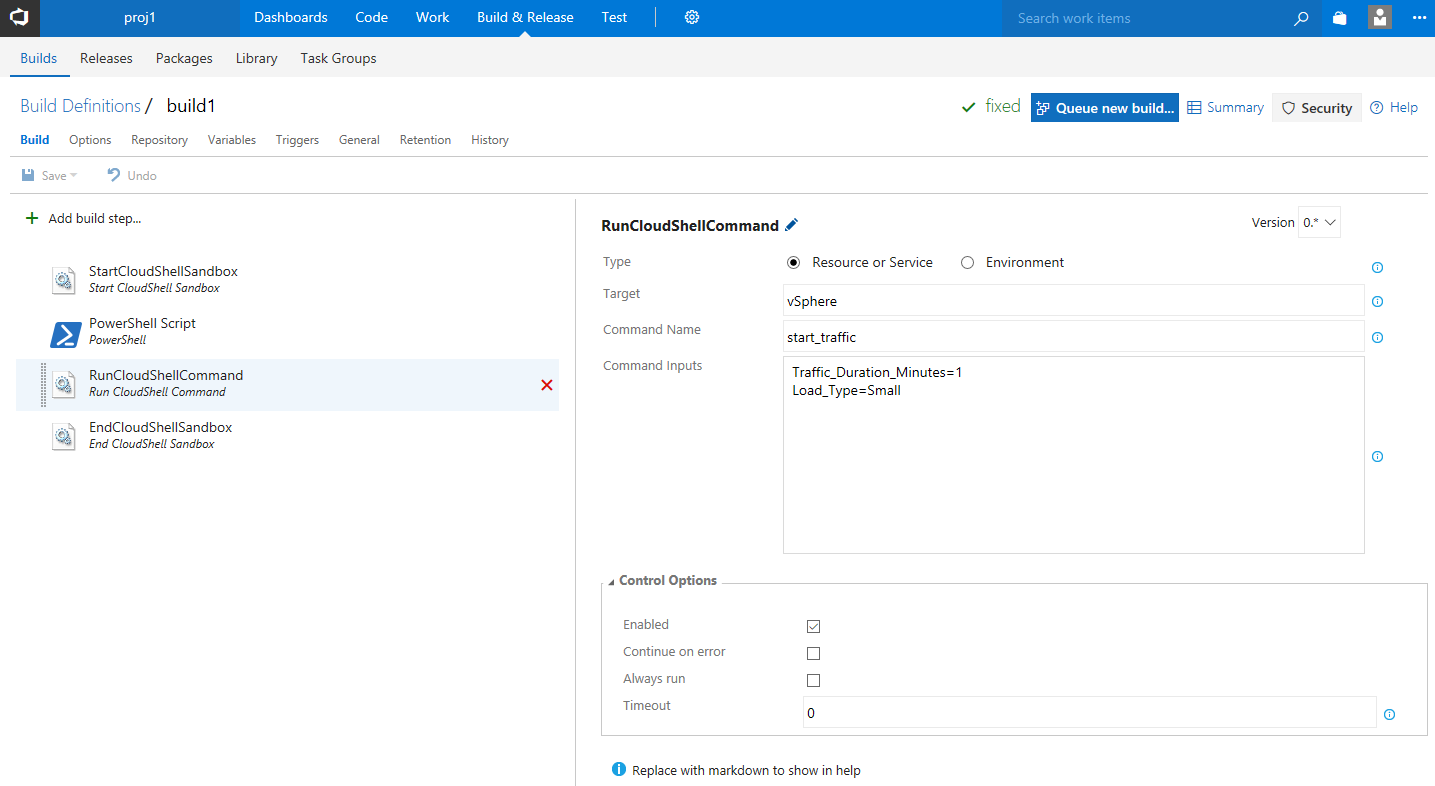 proj1 Dashboards Code Work Build & Release Test Search work items
Builds Releases Packages Library Task Groups
Build Definitions / build1 fixed Queue new build... Summary Security Help
Build Options Repository Variables Triggers General Retention History
Save Undo
Add build step...
StartCloudShellSandbox
Start CloudShell Sandbox
PowerShell Script
PowerShell
RunCloudShellCommand
Run CloudShell Command
EndCloudShellSandbox
End CloudShell Sandbox
RunCloudShellCommand Version 0.*
Type Resource or Service Environment
Target vSphere
Command Name start_traffic
Command Inputs Traffic_Duration_Minutes=1
Load_Type=Small
Control Options
Enabled
Continue on error
Always run
Timeout 0
Replace with markdown to show in help